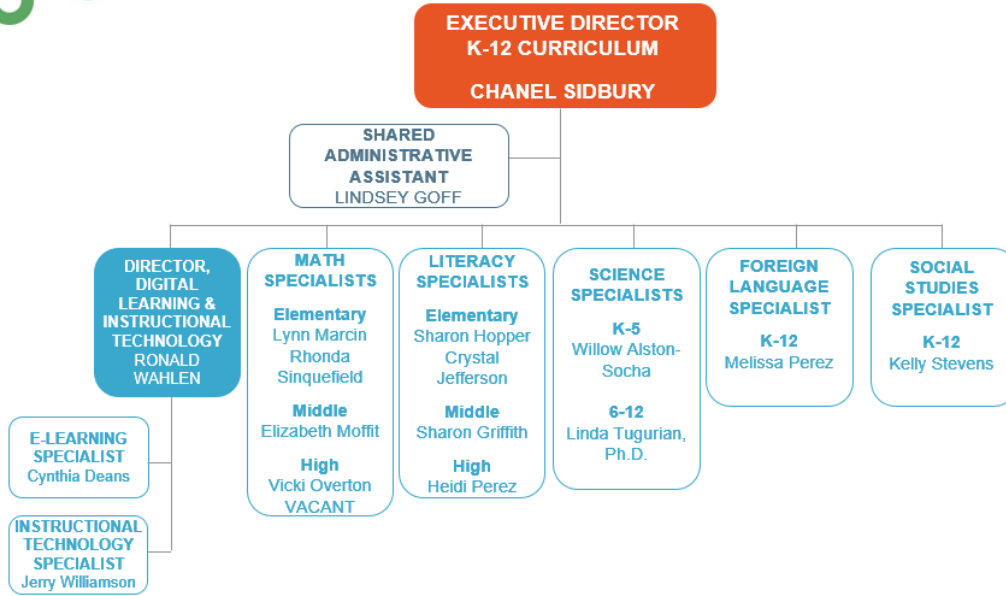 EXECUTIVE DIRECTOR
K-12 CURRICULUM
CHANEL SIDBURY
SHARED
ADMINISTRATIVE
ASSISTANT
LINDSEY GOFF
DIRECTOR,
DIGITAL
LEARNING &
INSTRUCTIONAL
TECHNOLOGY
RONALD
WAHLEN
E-LEARNING
SPECIALIST
Cynthia Deans
INSTRUCTIONAL
TECHNOLOGY
SPECIALIST
Jerry Williamson
MATH
SPECIALISTS
Elementary
Lynn Marcin
Rhonda
Sinquefield
Middle
Elizabeth Moffit
High
Vicki Overton
VACANT
LITERACY
SPECIALISTS
Elementary
Sharon Hopper
Crystal
Jefferson
Middle
Sharon Griffith
High
Heidi Perez
SCIENCE
SPECIALISTS
K-5
Willow Alston-
Socha
6-12
Linda Tugurian,
Ph.D.
FOREIGN
LANGUAGE
SPECIALIST
K-12
Melissa Perez
SOCIAL
STUDIES
SPECIALIST
K-12
Kelly Stevens